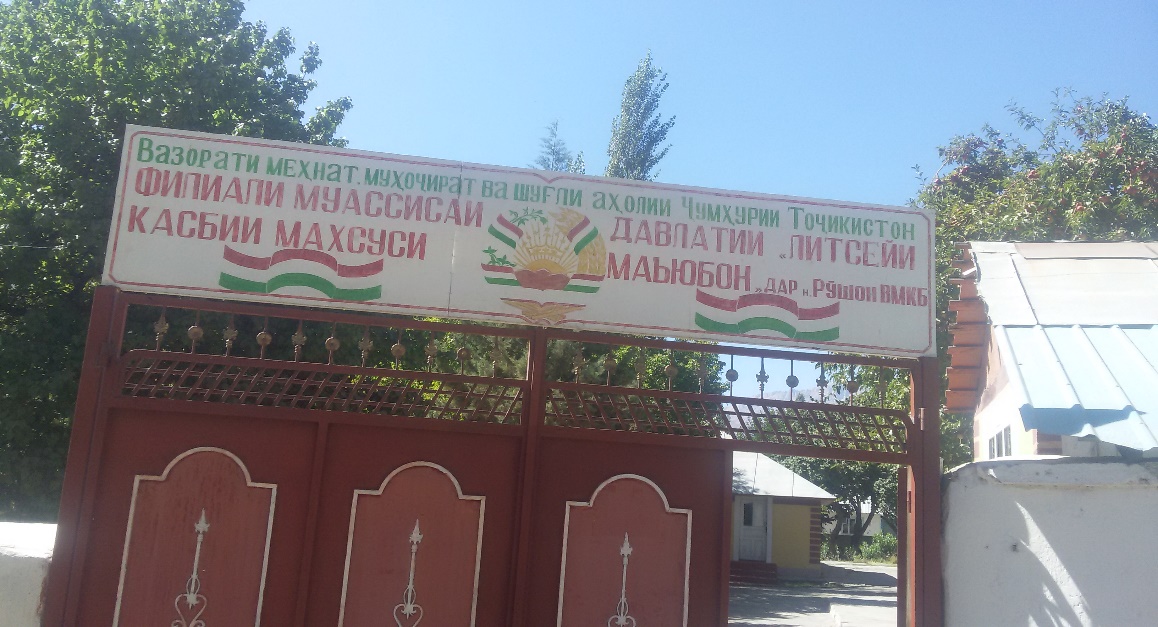 Вазорати меҳнат, муҳоҷират ва шуғли аҳолии Ҷумҳурии Тоҷикистон
ФИЛИАЛИ МУАССИСАИ ДАВЛАТИИ „ЛИТСЕЙИ
КАСБИИ МАХСУСИ МАЪЮБОН „ ДАР н. Рӯшон ВМКБ